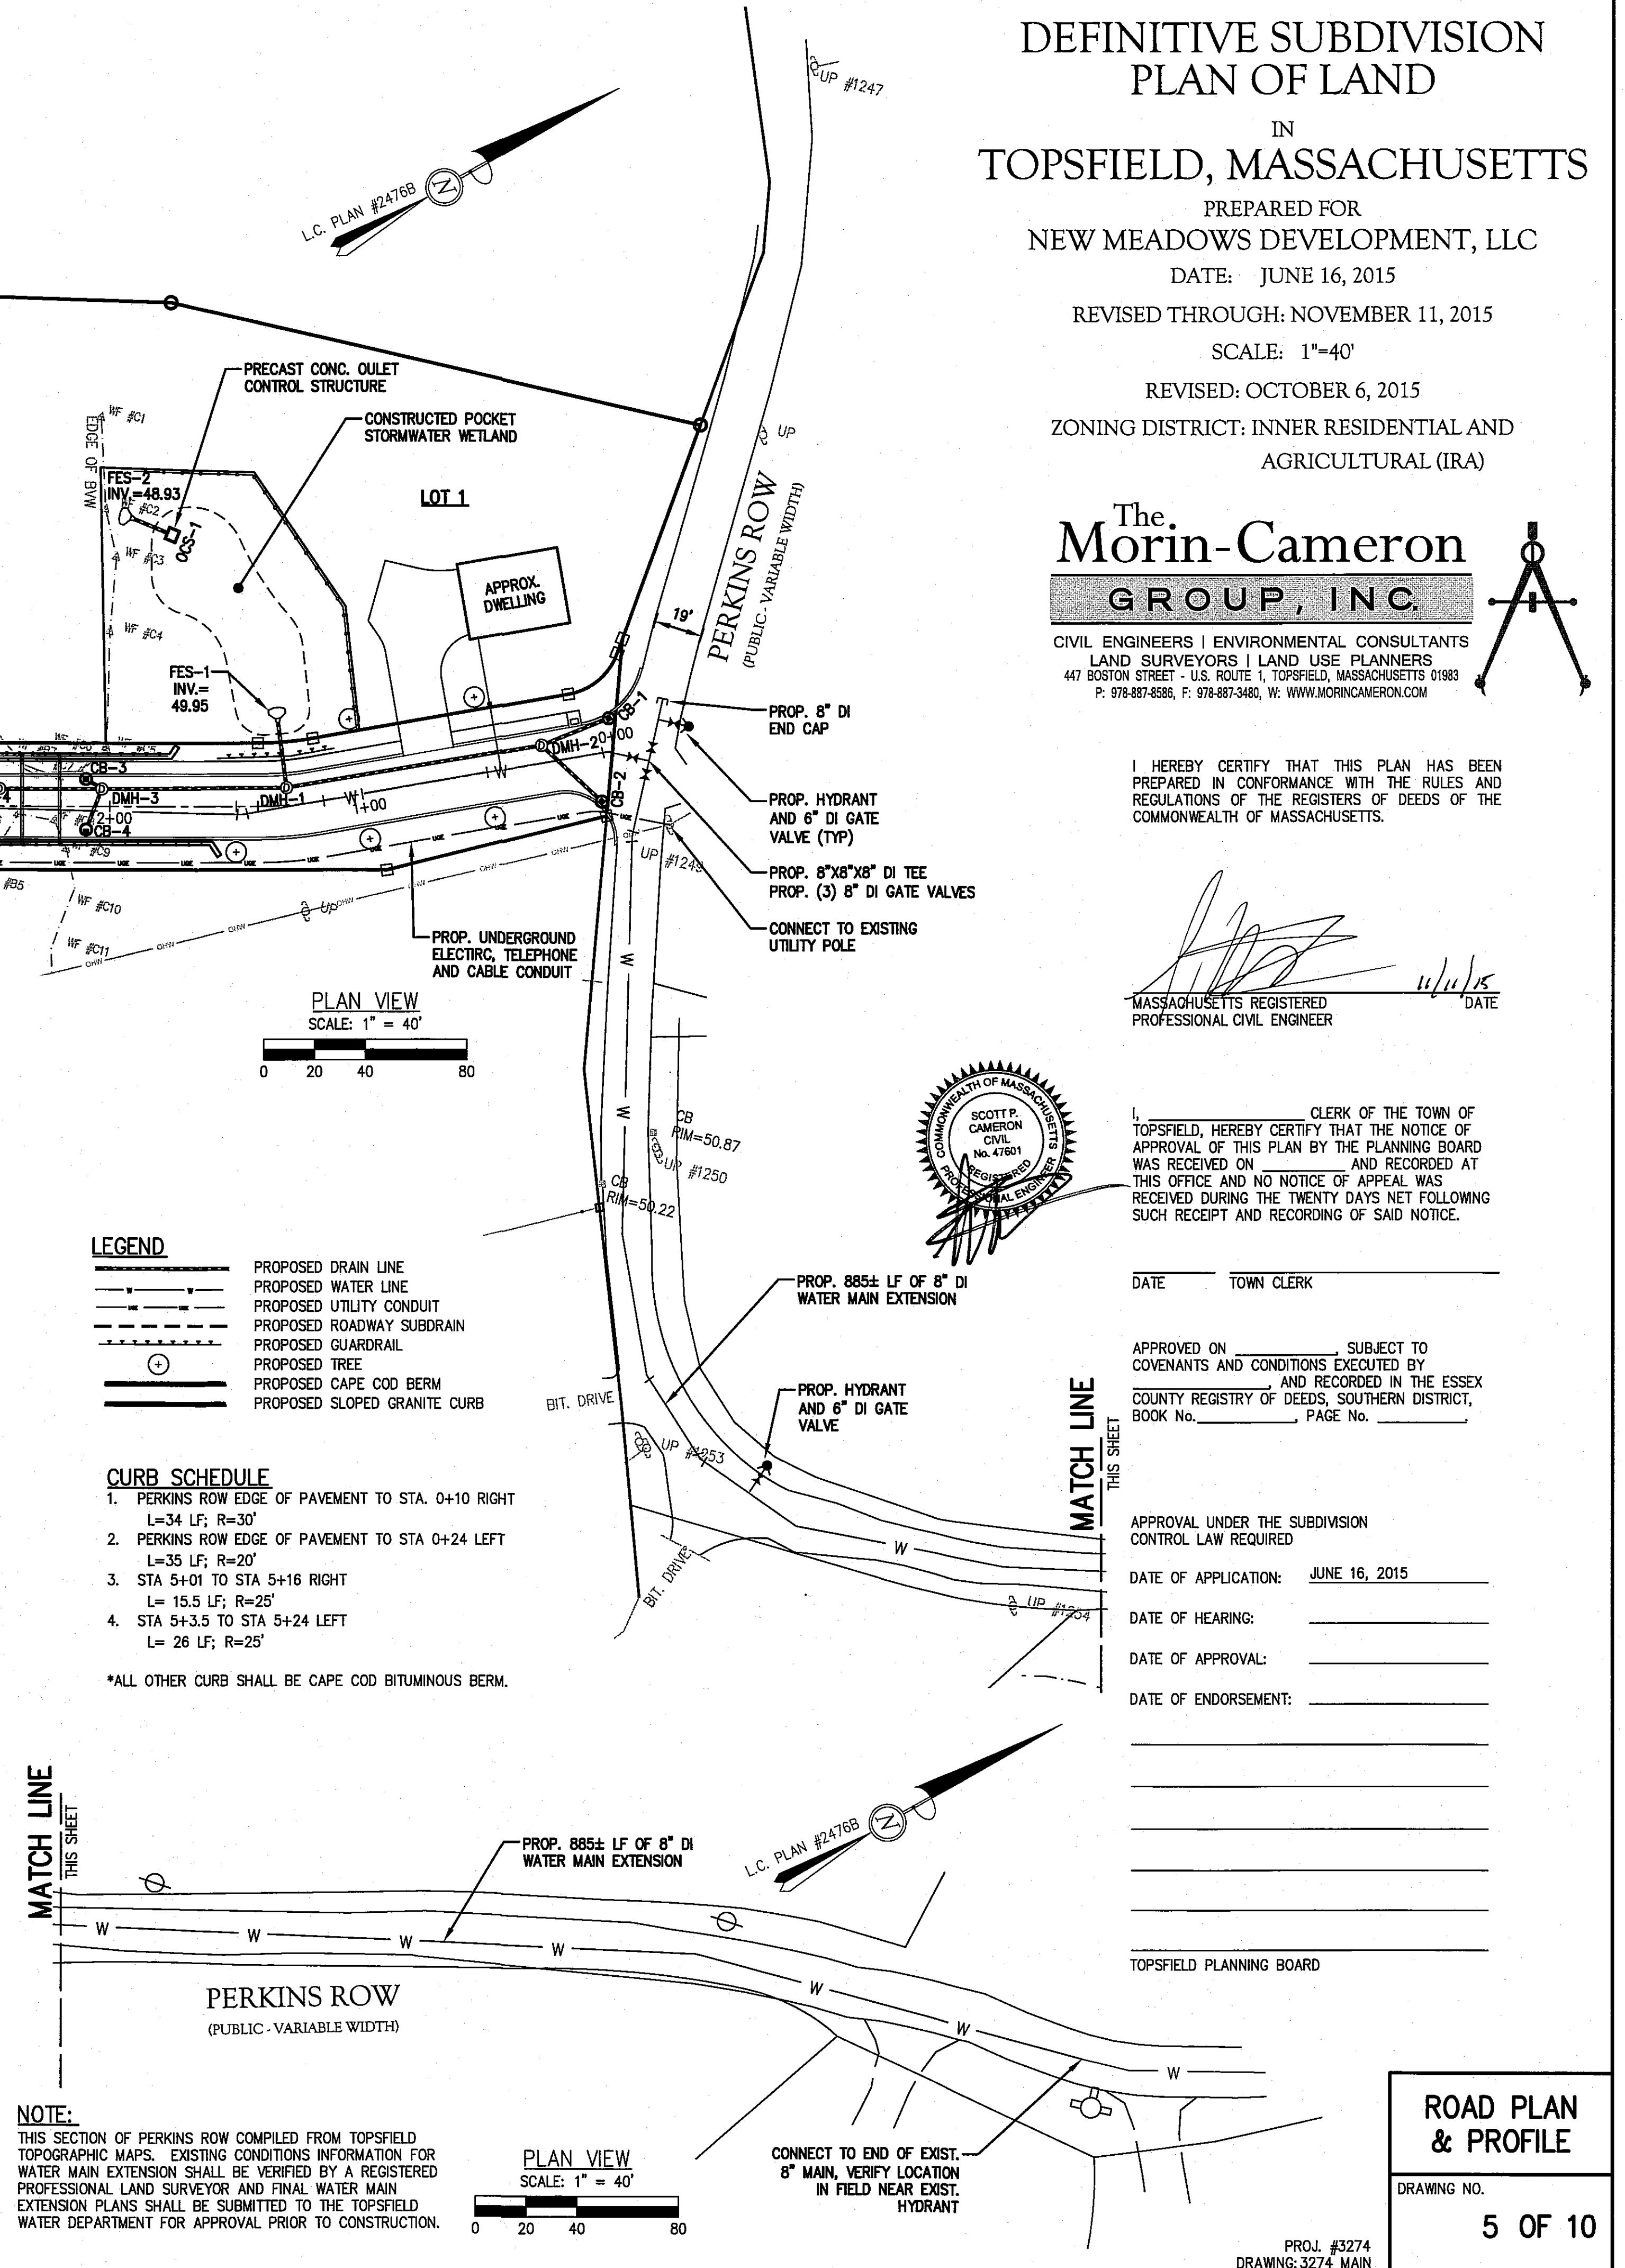 DEFINITIVE SUBDIVISION
PLAN OF LAND
IN
TOPSFIELD, MASSACHUSETTS
PREPARED FOR
NEW MEADOWS DEVELOPMENT, LLC
DATE: JUNE 16, 2015
REVISED THROUGH: NOVEMBER 11, 2015
SCALE: 1"=40'
REVISED: OCTOBER 6, 2015
ZONING DISTRICT: INNER RESIDENTIAL AND
AGRICULTURAL (IRA)
The
Morin-Cameron
GROUP, INC.
CIVIL ENGINEERS | ENVIRONMENTAL CONSULTANTS
LAND SURVEYORS | LAND USE PLANNERS
447 BOSTON STREET - U.S. ROUTE 1, TOPSFIELD, MASSACHUSETTS 01983
P: 978-887-8586, F: 978-887-3480, W: WWW.MORINCAMERON.COM
I HEREBY CERTIFY THAT THIS PLAN HAS BEEN
PREPARED IN CONFORMANCE WITH THE RULES AND
REGULATIONS OF THE REGISTERS OF DEEDS OF THE
COMMONWEALTH OF MASSACHUSETTS.
11/11/15
MASSACHUSETTS REGISTERED
PROFESSIONAL CIVIL ENGINEER
DATE
COMMONWEALTH OF MASSACHUSETTS
SCOTT P.
CAMERON
CIVIL
No. 47601
REGISTERED
PROFESSIONAL ENGINEER
I, ____________ CLERK OF THE TOWN OF
TOPSFIELD, HEREBY CERTIFY THAT THE NOTICE OF
APPROVAL OF THIS PLAN BY THE PLANNING BOARD
WAS RECEIVED ON ________ AND RECORDED AT
THIS OFFICE AND NO NOTICE OF APPEAL WAS
RECEIVED DURING THE TWENTY DAYS NET FOLLOWING
SUCH RECEIPT AND RECORDING OF SAID NOTICE.
DATE TOWN CLERK
APPROVED ON __________, SUBJECT TO
COVENANTS AND CONDITIONS EXECUTED BY
____________, AND RECORDED IN THE ESSEX
COUNTY REGISTRY OF DEEDS, SOUTHERN DISTRICT,
BOOK No.__________, PAGE No. _________.
APPROVAL UNDER THE SUBDIVISION
CONTROL LAW REQUIRED
DATE OF APPLICATION: JUNE 16, 2015
DATE OF HEARING:
DATE OF APPROVAL:
DATE OF ENDORSEMENT:
TOPSFIELD PLANNING BOARD
ROAD PLAN
& PROFILE
DRAWING NO.
5 OF 10
PROJ. #3274
DRAWING: 3274 MAIN
UP #1247
L.C. PLAN #2476B
N
PRECAST CONC. OULET
CONTROL STRUCTURE
CONSTRUCTED POCKET
STORMWATER WETLAND
WF #C1
EDGE OF BVW
FES-2
INV.=48.93
WF #C2
OCS-1
WF #C3
WF #C4
LOT 1
APPROX.
DWELLING
UP
PERKINS ROW
(PUBLIC - VARIABLE WIDTH)
19'
FES-1
INV.=
49.95
CB-1
DMH-2
0+00
CB-2
CB-3
DMH-3
DMH-1
W
1+00
2+00
CB-4
WF #C9
#B5
WF #C10
WF #C11
UGE
OHW
UP
UP #1249
PROP. 8" DI
END CAP
PROP. HYDRANT
AND 6" DI GATE
VALVE (TYP)
PROP. 8"X8"X8" DI TEE
PROP. (3) 8" DI GATE VALVES
CONNECT TO EXISTING
UTILITY POLE
PROP. UNDERGROUND
ELECTIRC, TELEPHONE
AND CABLE CONDUIT
PLAN VIEW
SCALE: 1" = 40'
0 20 40 80
W
W
CB
RIM=50.87
UP #1250
CB
RIM=50.22
LEGEND
PROPOSED DRAIN LINE
W W PROPOSED WATER LINE
UGE UGE PROPOSED UTILITY CONDUIT
PROPOSED ROADWAY SUBDRAIN
PROPOSED GUARDRAIL
PROPOSED TREE
PROPOSED CAPE COD BERM
PROPOSED SLOPED GRANITE CURB
PROP. 885± LF OF 8" DI
WATER MAIN EXTENSION
BIT. DRIVE
PROP. HYDRANT
AND 6" DI GATE
VALVE
UP #1253
BIT. DRIVE
W
UP #1254
MATCH LINE
THIS SHEET
CURB SCHEDULE
1. PERKINS ROW EDGE OF PAVEMENT TO STA. 0+10 RIGHT
L=34 LF; R=30'
2. PERKINS ROW EDGE OF PAVEMENT TO STA 0+24 LEFT
L=35 LF; R=20'
3. STA 5+01 TO STA 5+16 RIGHT
L= 15.5 LF; R=25'
4. STA 5+3.5 TO STA 5+24 LEFT
L= 26 LF; R=25'
*ALL OTHER CURB SHALL BE CAPE COD BITUMINOUS BERM.
MATCH LINE
THIS SHEET
PROP. 885± LF OF 8" DI
WATER MAIN EXTENSION
L.C. PLAN #2476B
N
W W W W W W W
PERKINS ROW
(PUBLIC - VARIABLE WIDTH)
NOTE:
THIS SECTION OF PERKINS ROW COMPILED FROM TOPSFIELD
TOPOGRAPHIC MAPS. EXISTING CONDITIONS INFORMATION FOR
WATER MAIN EXTENSION SHALL BE VERIFIED BY A REGISTERED
PROFESSIONAL LAND SURVEYOR AND FINAL WATER MAIN
EXTENSION PLANS SHALL BE SUBMITTED TO THE TOPSFIELD
WATER DEPARTMENT FOR APPROVAL PRIOR TO CONSTRUCTION.
PLAN VIEW
SCALE: 1" = 40'
0 20 40 80
CONNECT TO END OF EXIST.
8" MAIN, VERIFY LOCATION
IN FIELD NEAR EXIST.
HYDRANT